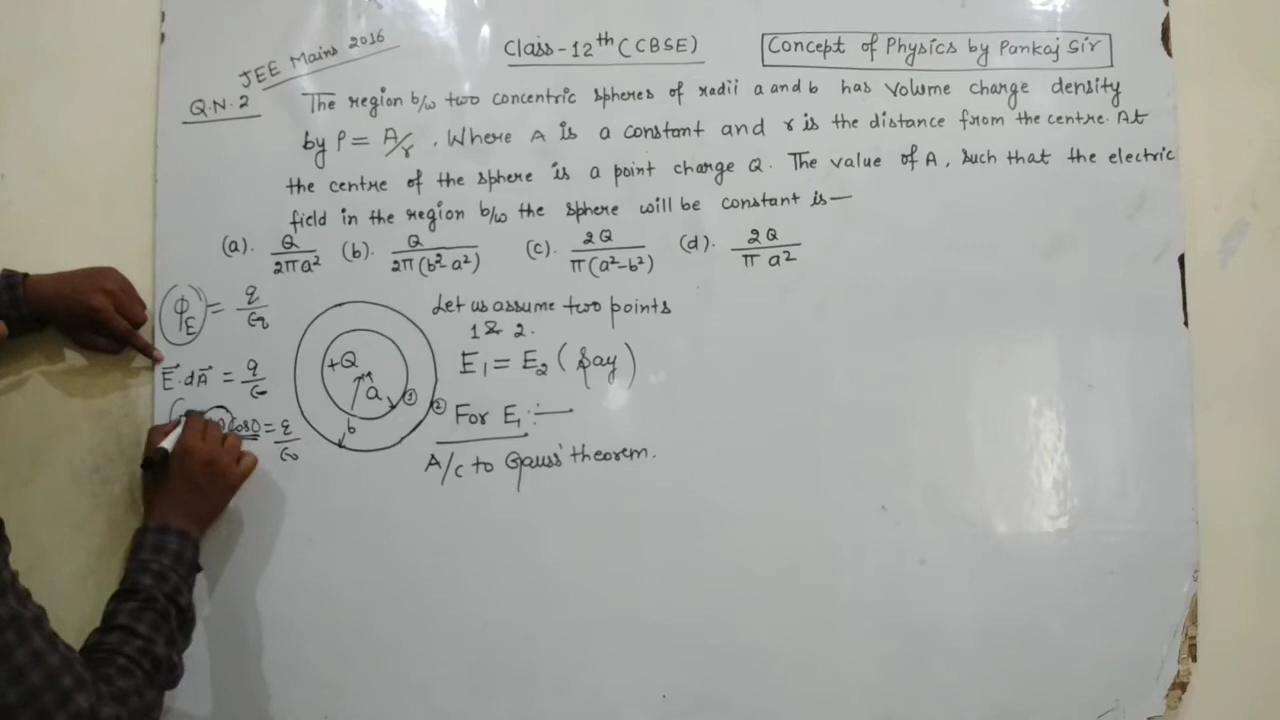 JEE Mains 2016
Class-12th (CBSE)
Concept of Physics by Pankaj Sir
Q.N.2 The region b/w two concentric spheres of radii a and b has volume charge density
by ρ = A/r, Where A is a constant and r is the distance from the centre. At
the centre of the sphere is a point charge Q. The value of A, such that the electric
field in the region b/w the sphere will be constant is—
(a). Q/2πa² (b). Q/2π(b²-a²) (c). 2Q/π(a²-b²) (d). 2Q/πa²
φE = q/ε₀
E⃗.dA⃗ = q/ε₀
cosθ = q/ε₀
+Q
a
b
1
2
Let us assume two points
1 & 2.
E₁ = E₂ (Say)
For E₁ :—
A/c to Gauss' theorem.